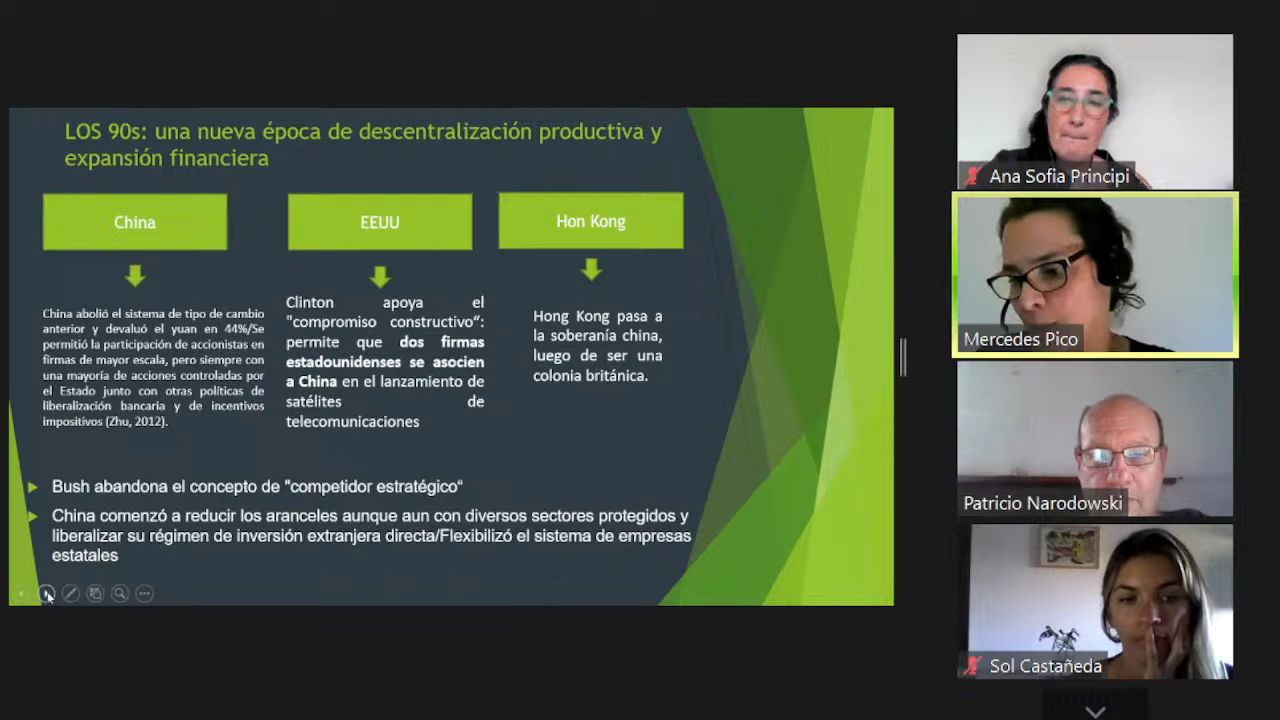 LOS 90s: una nueva época de descentralización productiva y
expansión financiera
China
EEUU
Hon Kong
China abolió el sistema de tipo de cambio
anterior y devaluó el yuan en 44%/Se
permitió la participación de accionistas en
firmas de mayor escala, pero siempre con
una mayoría de acciones controladas por
el Estado junto con otras políticas de
liberalización bancaria y de incentivos
impositivos (Zhu, 2012).
Clinton apoya el
"compromiso constructivo“:
permite que dos firmas
estadounidenses se asocien
a China en el lanzamiento de
satélites de
telecomunicaciones
Hong Kong pasa a
la soberanía china,
luego de ser una
colonia británica.
Bush abandona el concepto de "competidor estratégico“
China comenzó a reducir los aranceles aunque aun con diversos sectores protegidos y
liberalizar su régimen de inversión extranjera directa/Flexibilizó el sistema de empresas
estatales
Ana Sofia Principi
Mercedes Pico
Patricio Narodowski
Sol Castañeda